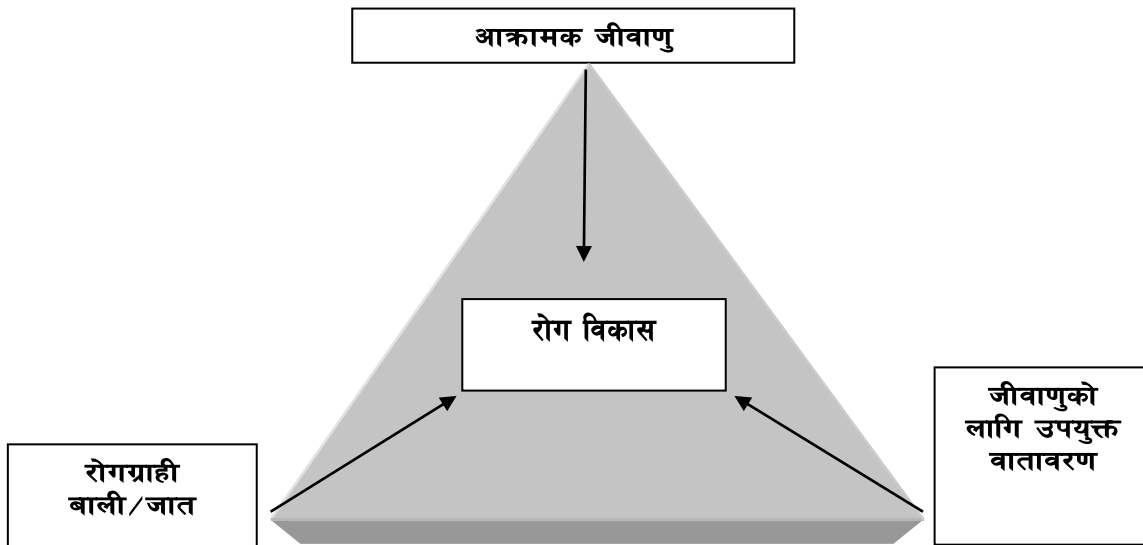 आक्रामक जीवाणु
रोग विकास
रोगग्राही
बाली/जात
जीवाणुको
लागि उपयुक्त
वातावरण